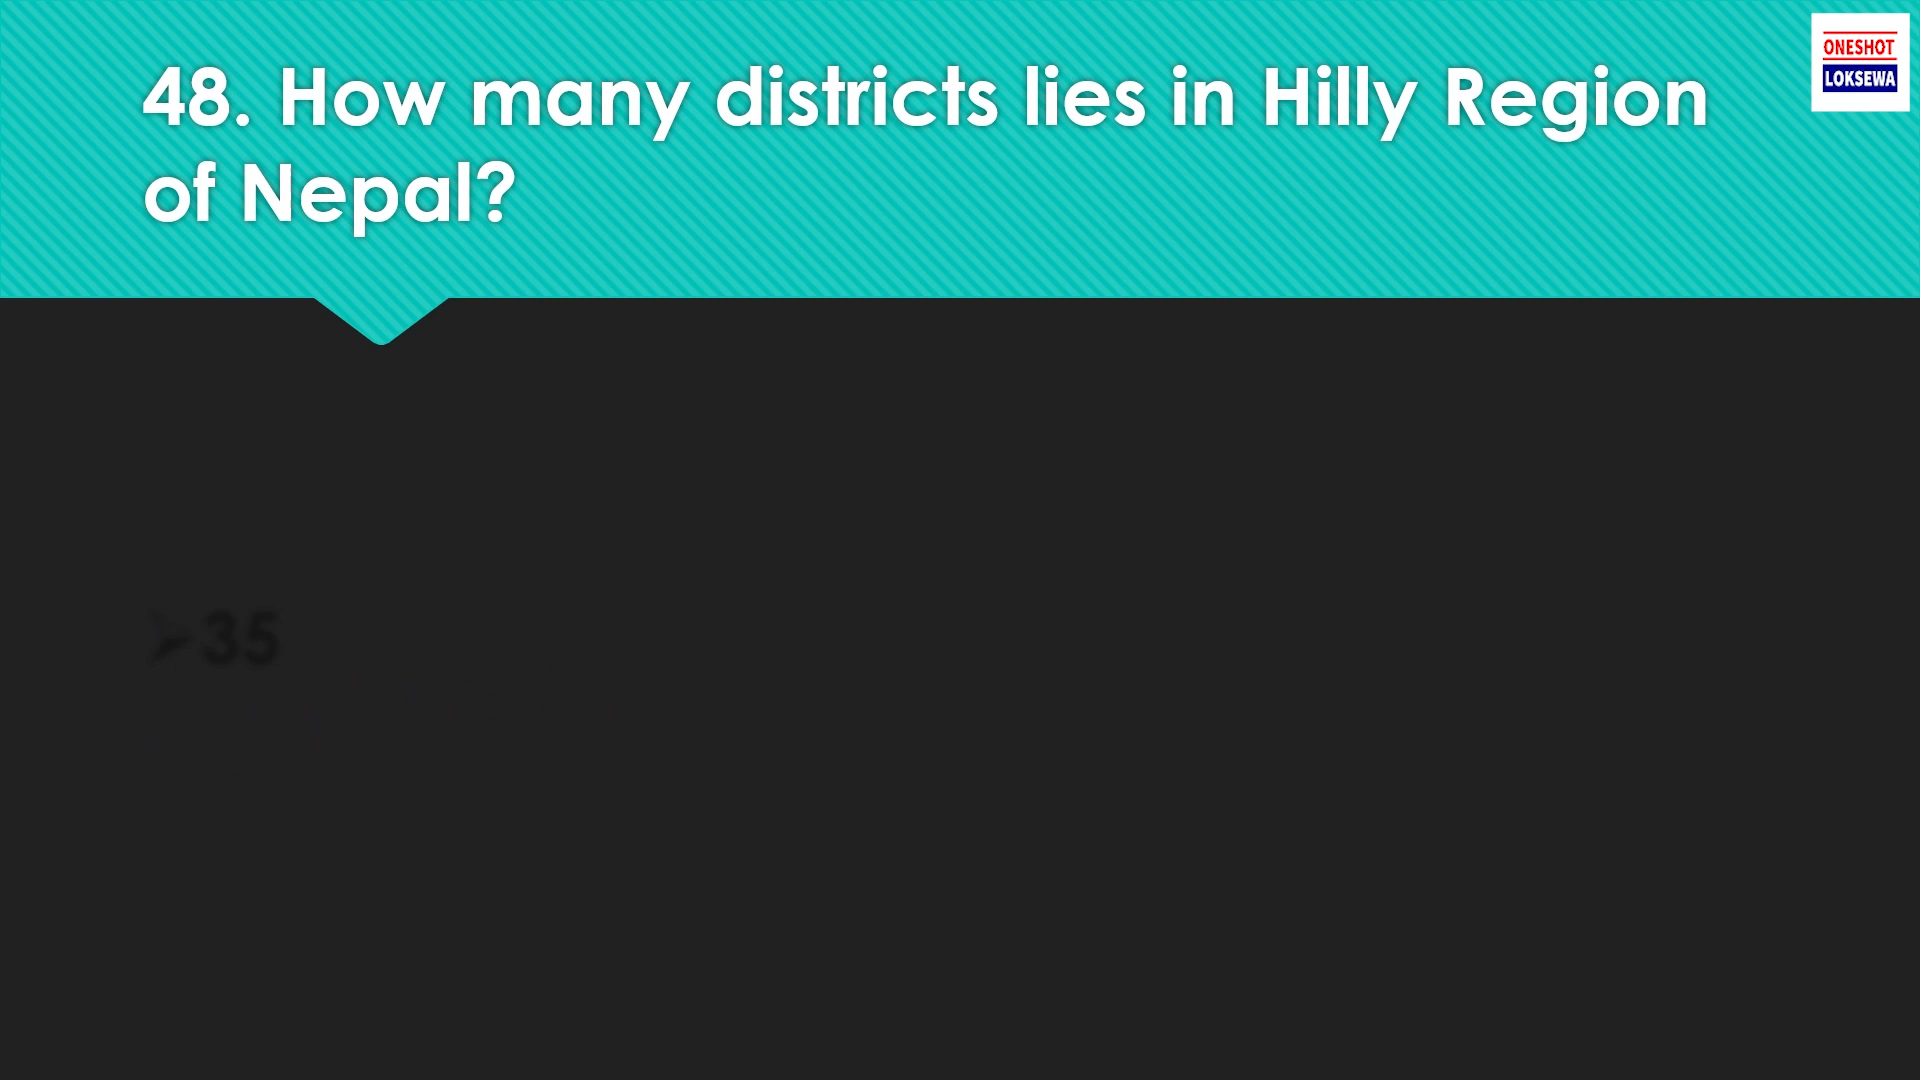 ONESHOT
LOKSEWA
48. How many districts lies in Hilly Region
of Nepal?
➢35